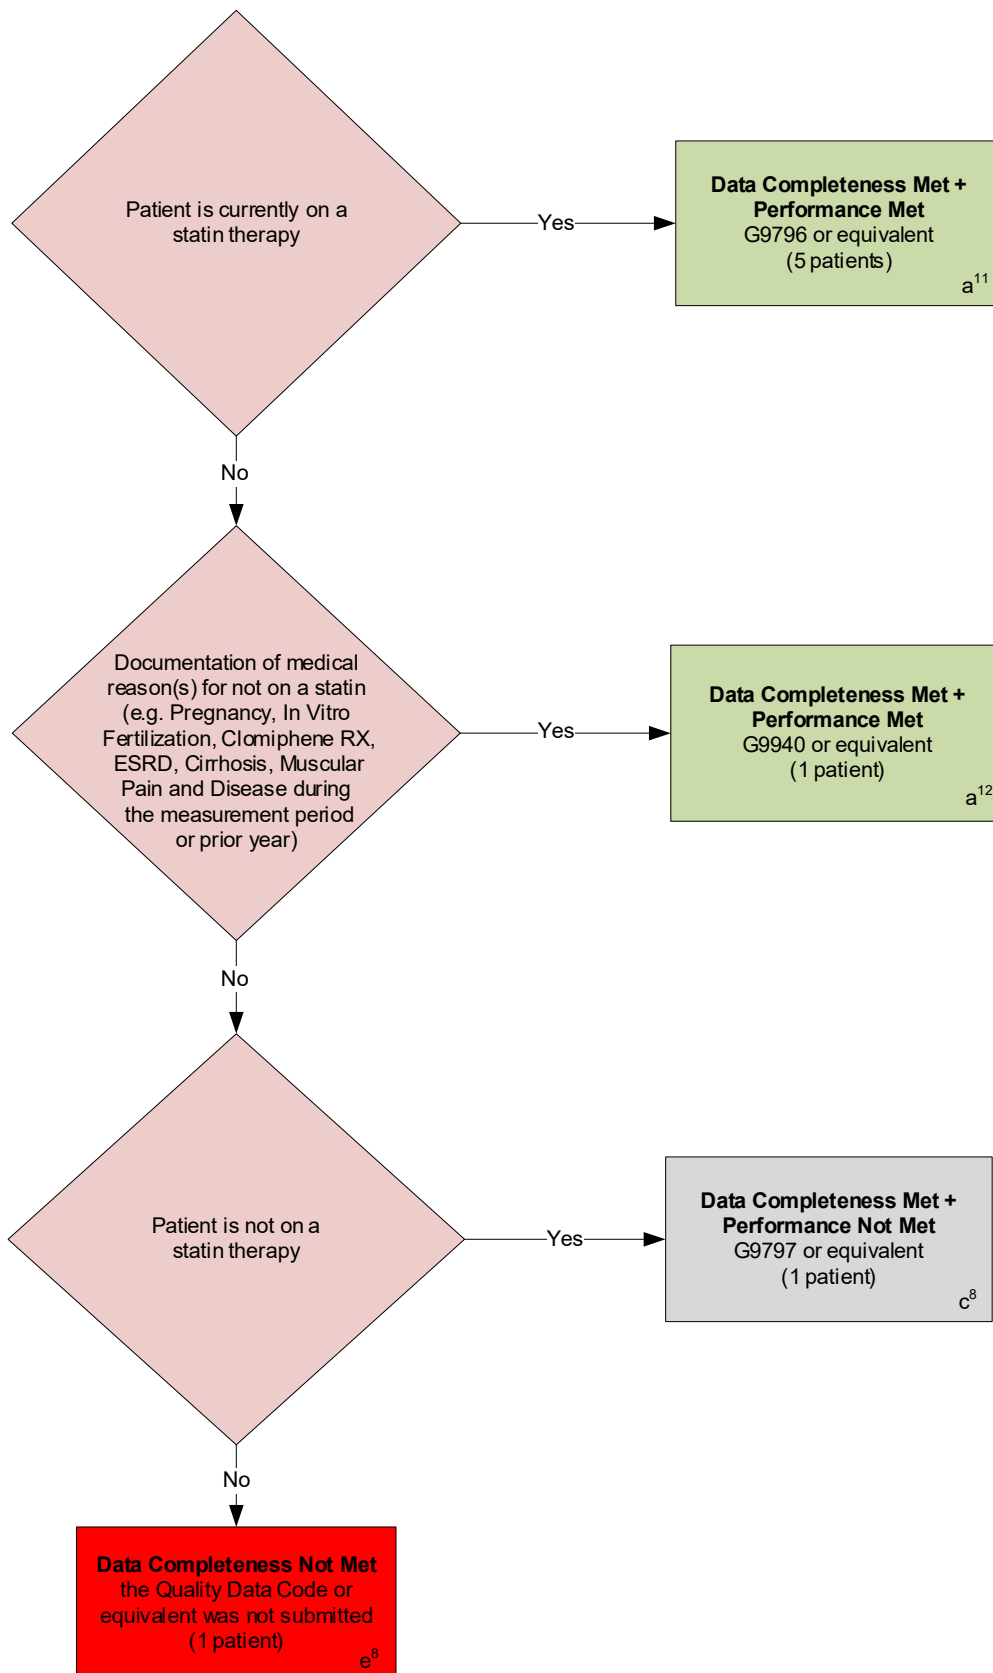 Patient is currently on a
statin therapy
Yes
Data Completeness Met +
Performance Met
G9796 or equivalent
(5 patients)
a11
No
Documentation of medical
reason(s) for not on a statin
(e.g. Pregnancy, In Vitro
Fertilization, Clomiphene RX,
ESRD, Cirrhosis, Muscular
Pain and Disease during
the measurement period
or prior year)
Yes
Data Completeness Met +
Performance Met
G9940 or equivalent
(1 patient)
a12
No
Patient is not on a
statin therapy
Yes
Data Completeness Met +
Performance Not Met
G9797 or equivalent
(1 patient)
c8
No
Data Completeness Not Met
the Quality Data Code or
equivalent was not submitted
(1 patient)
e8